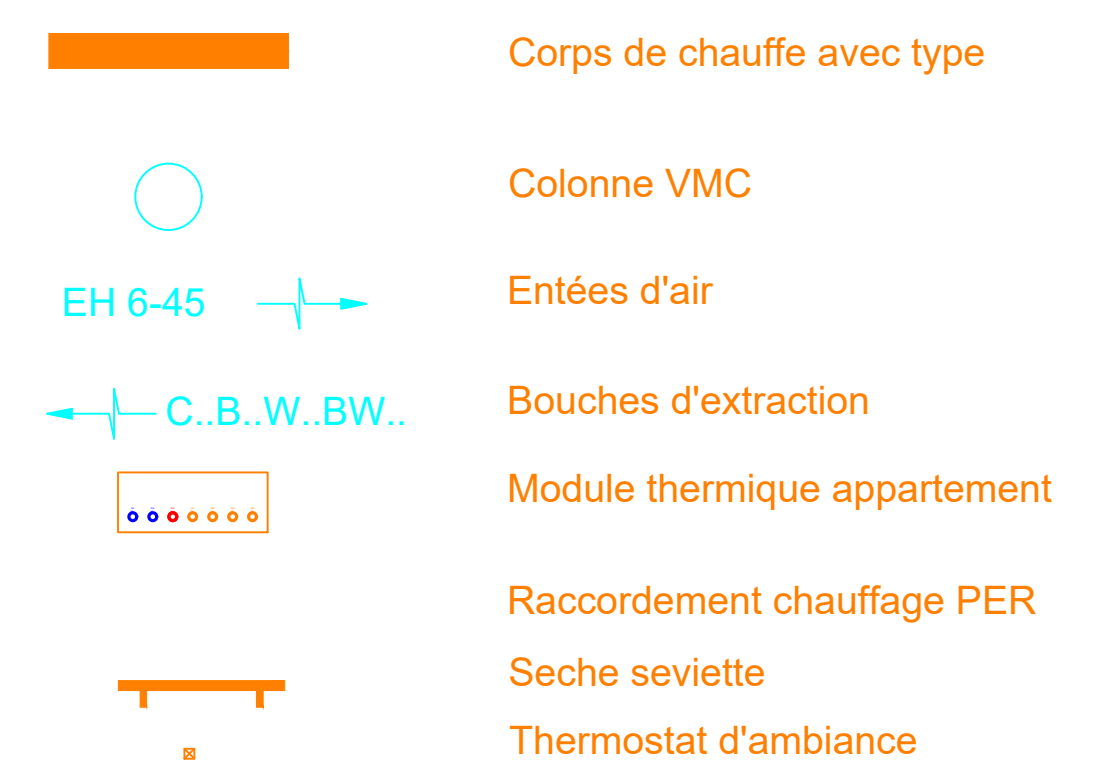 Corps de chauffe avec type
Colonne VMC
EH 6-45 Entées d'air
C..B..W..BW.. Bouches d'extraction
Module thermique appartement
Raccordement chauffage PER
Seche seviette
Thermostat d'ambiance